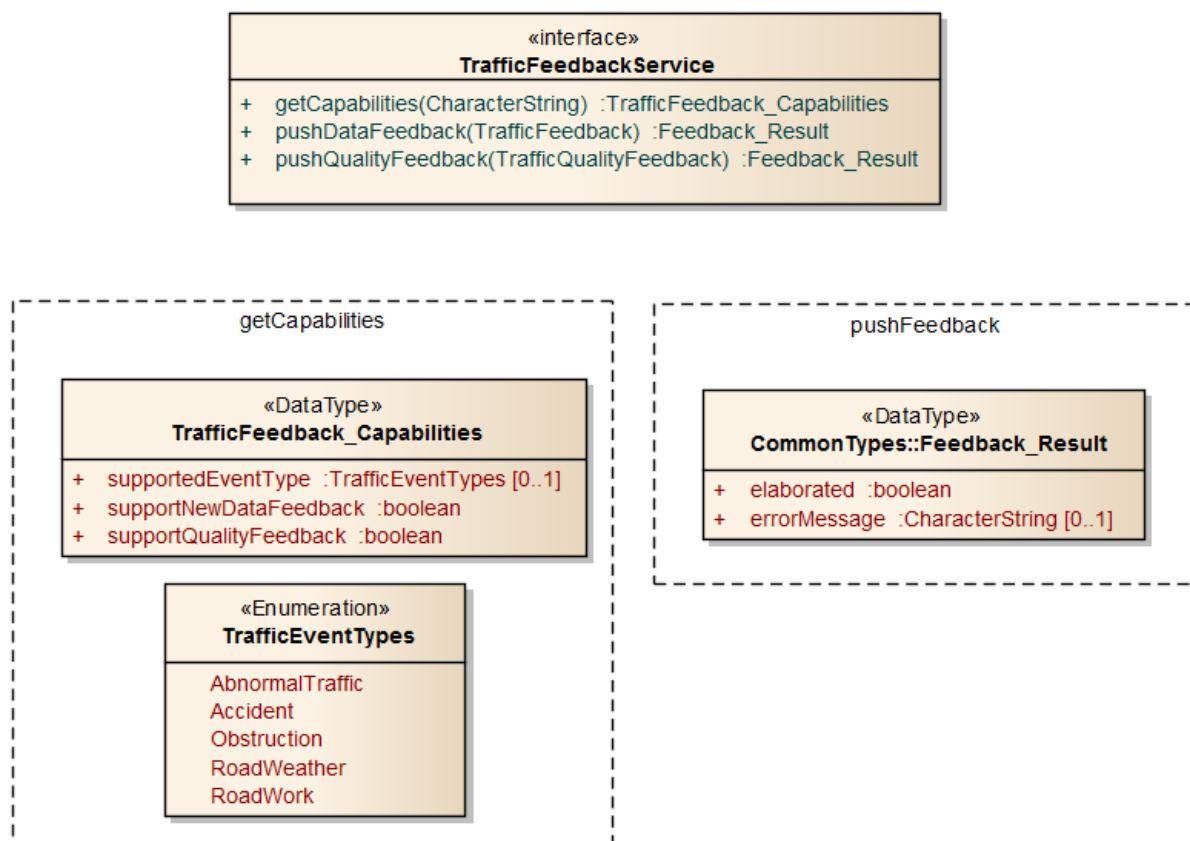 «interface»
TrafficFeedbackService
+ getCapabilities(CharacterString) :TrafficFeedback_Capabilities
+ pushDataFeedback(TrafficFeedback) :Feedback_Result
+ pushQualityFeedback(TrafficQualityFeedback) :Feedback_Result
getCapabilities
«DataType»
TrafficFeedback_Capabilities
+ supportedEventType :TrafficEventTypes [0..1]
+ supportNewDataFeedback :boolean
+ supportQualityFeedback :boolean
«Enumeration»
TrafficEventTypes
AbnormalTraffic
Accident
Obstruction
RoadWeather
RoadWork
pushFeedback
«DataType»
CommonTypes::Feedback_Result
+ elaborated :boolean
+ errorMessage :CharacterString [0..1]